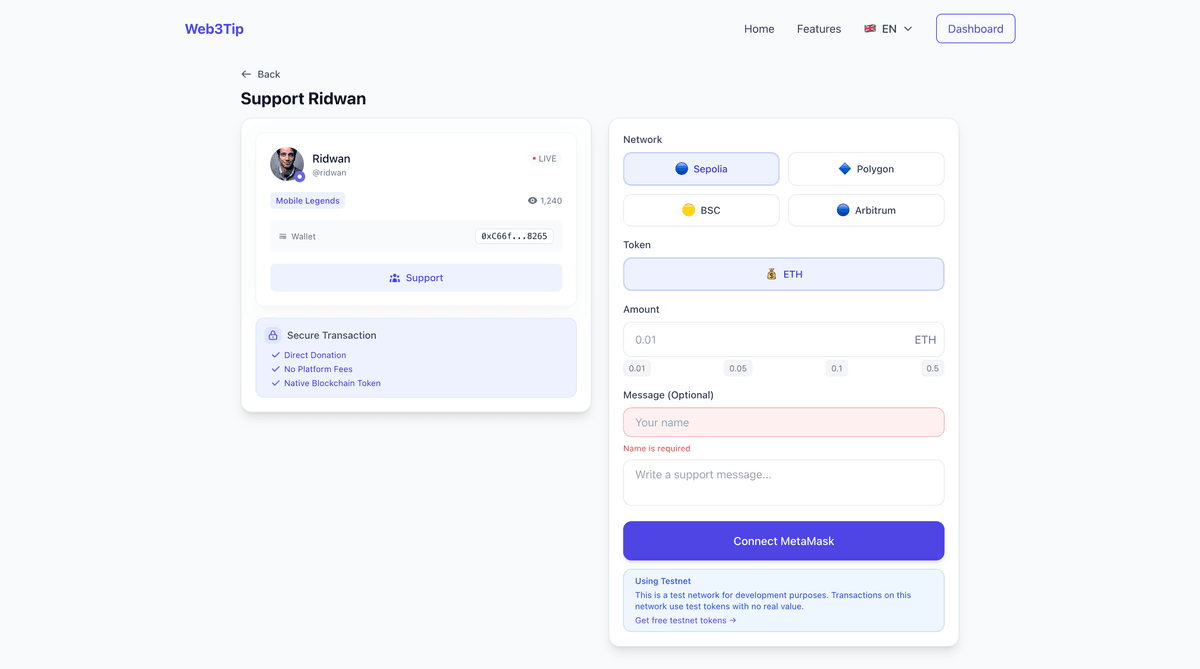 Web3Tip
Home
Features
EN
Dashboard
← Back
Support Ridwan
Ridwan
@ridwan
LIVE
Mobile Legends
1,240
Wallet
0xC66f...8265
Support
Secure Transaction
Direct Donation
No Platform Fees
Native Blockchain Token
Network
Sepolia
Polygon
BSC
Arbitrum
Token
ETH
Amount
0.01
ETH
0.01
0.05
0.1
0.5
Message (Optional)
Your name
Name is required
Write a support message...
Connect MetaMask
Using Testnet
This is a test network for development purposes. Transactions on this
network use test tokens with no real value.
Get free testnet tokens →